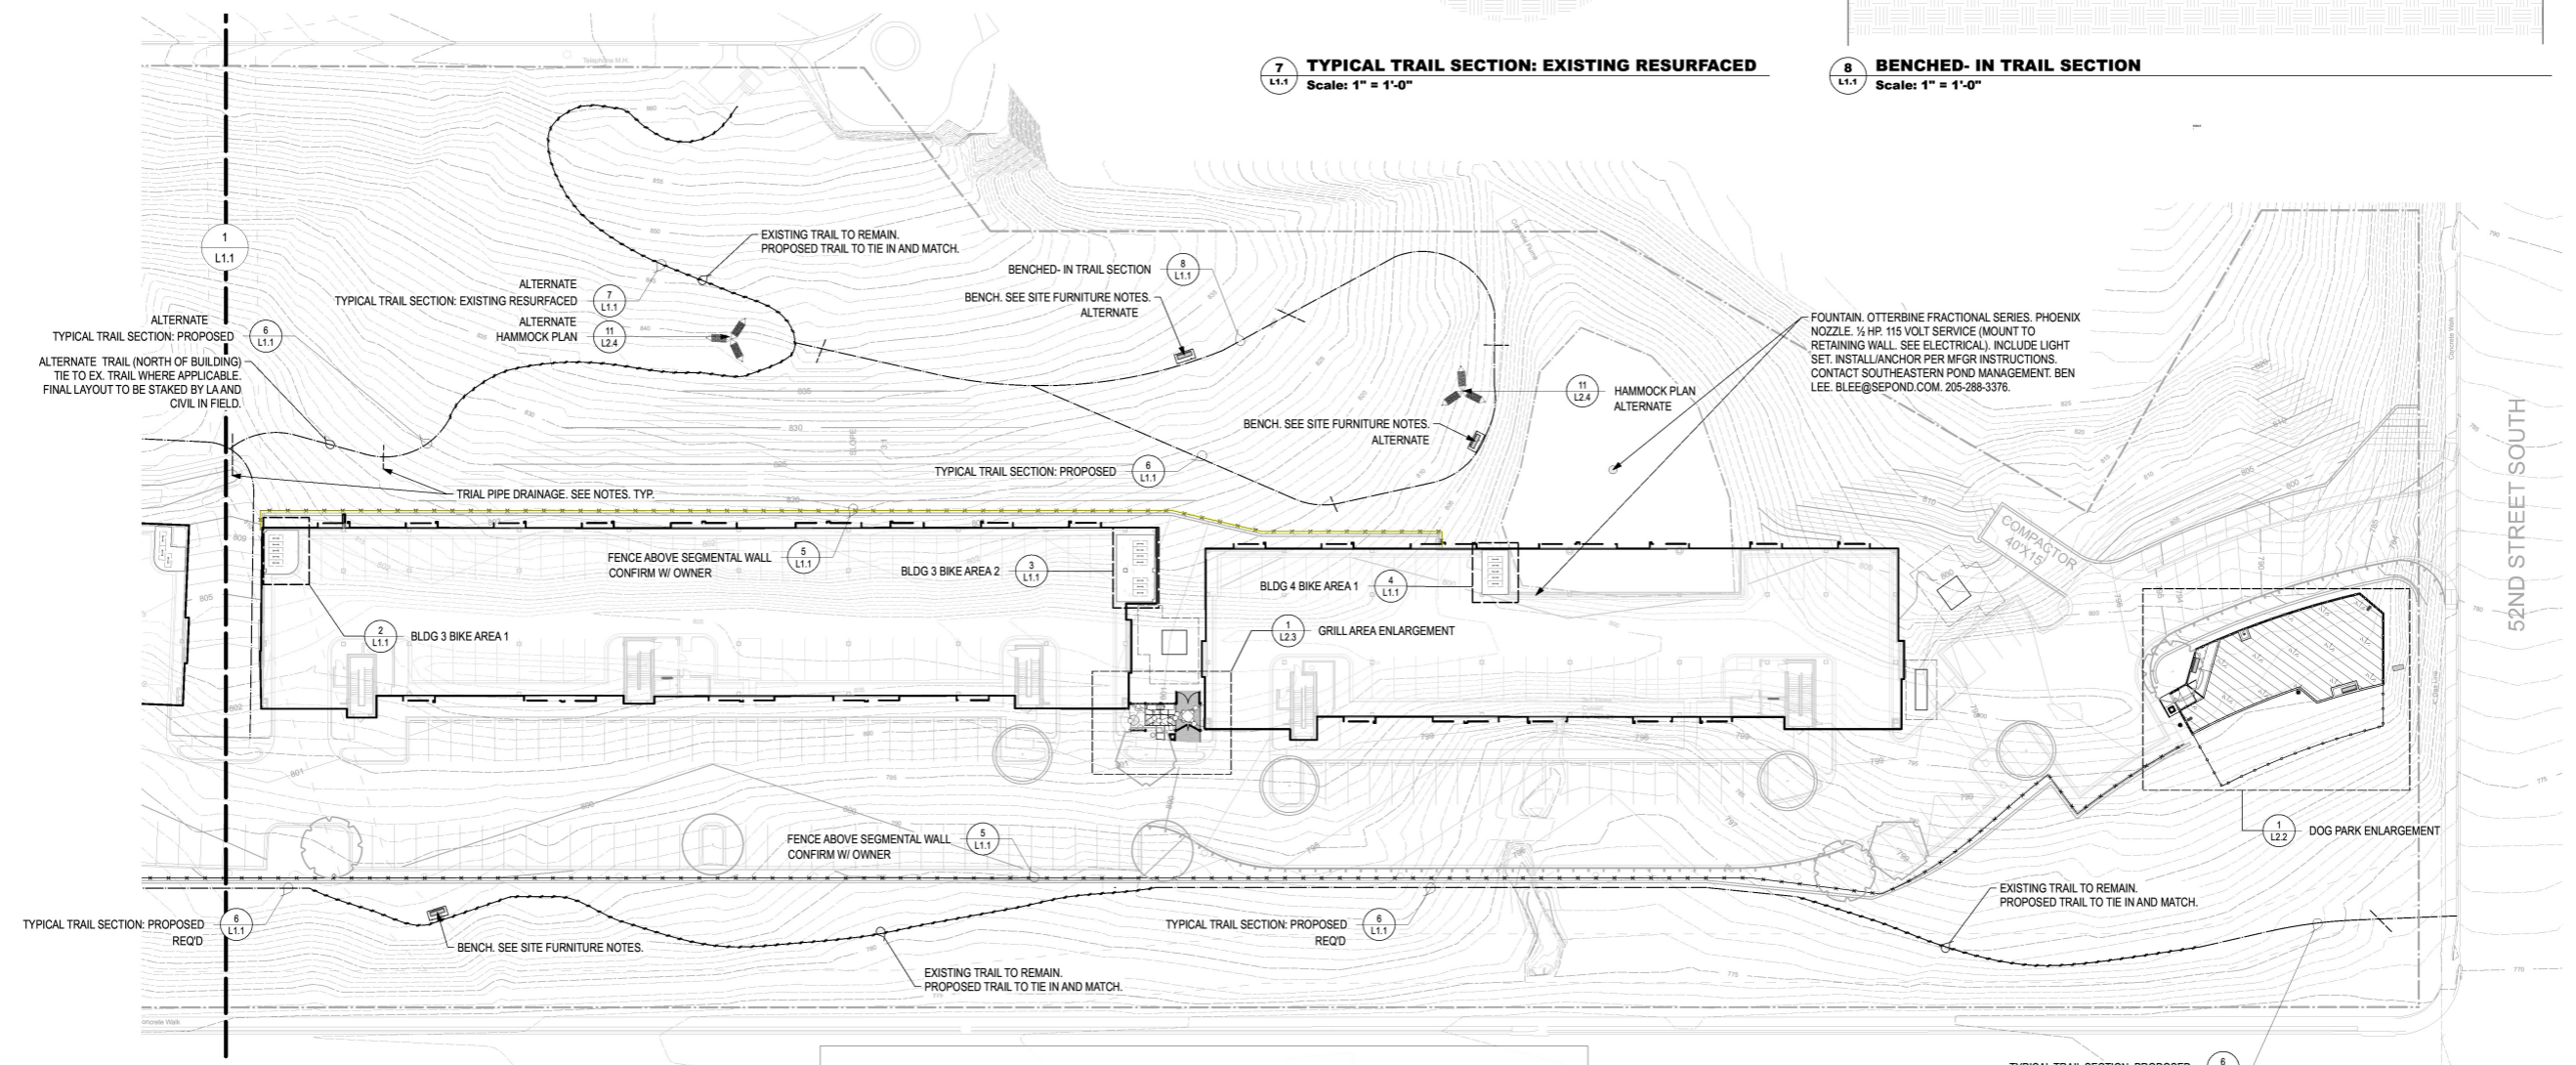 7
L1.1
TYPICAL TRAIL SECTION: EXISTING RESURFACED
Scale: 1" = 1'-0"
8
L1.1
BENCHED- IN TRAIL SECTION
Scale: 1" = 1'-0"
Telephone M.H.
1
L1.1
EXISTING TRAIL TO REMAIN.
PROPOSED TRAIL TO TIE IN AND MATCH.
ALTERNATE
TYPICAL TRAIL SECTION: EXISTING RESURFACED
7
L1.1
ALTERNATE
HAMMOCK PLAN
11
L2.4
ALTERNATE
TYPICAL TRAIL SECTION: PROPOSED
6
L1.1
ALTERNATE TRAIL (NORTH OF BUILDING)
TIE TO EX. TRAIL WHERE APPLICABLE.
FINAL LAYOUT TO BE STAKED BY LA AND
CIVIL IN FIELD.
BENCHED- IN TRAIL SECTION
8
L1.1
BENCH. SEE SITE FURNITURE NOTES.
ALTERNATE
FOUNTAIN. OTTERBINE FRACTIONAL SERIES. PHOENIX
NOZZLE. ½ HP. 115 VOLT SERVICE (MOUNT TO
RETAINING WALL. SEE ELECTRICAL). INCLUDE LIGHT
SET. INSTALL/ANCHOR PER MFGR INSTRUCTIONS.
CONTACT SOUTHEASTERN POND MANAGEMENT. BEN
LEE. BLEE@SEPOND.COM. 205-288-3376.
11
L2.4
HAMMOCK PLAN
ALTERNATE
BENCH. SEE SITE FURNITURE NOTES.
ALTERNATE
TYPICAL TRAIL SECTION: PROPOSED
6
L1.1
SLOPE
3:1
TRIAL PIPE DRAINAGE. SEE NOTES. TYP.
Concrete Walk
52ND STREET SOUTH
COMPACTOR
40'X15'
FENCE ABOVE SEGMENTAL WALL
CONFIRM W/ OWNER
5
L1.1
BLDG 3 BIKE AREA 2
3
L1.1
BLDG 4 BIKE AREA 1
4
L1.1
2
L1.1
BLDG 3 BIKE AREA 1
1
L2.3
GRILL AREA ENLARGEMENT
FENCE ABOVE SEGMENTAL WALL
CONFIRM W/ OWNER
5
L1.1
1
L2.2
DOG PARK ENLARGEMENT
TYPICAL TRAIL SECTION: PROPOSED
REQ'D
6
L1.1
BENCH. SEE SITE FURNITURE NOTES.
EXISTING TRAIL TO REMAIN.
PROPOSED TRAIL TO TIE IN AND MATCH.
TYPICAL TRAIL SECTION: PROPOSED
REQ'D
6
L1.1
EXISTING TRAIL TO REMAIN.
PROPOSED TRAIL TO TIE IN AND MATCH.
TYPICAL TRAIL SECTION: PROPOSED
6